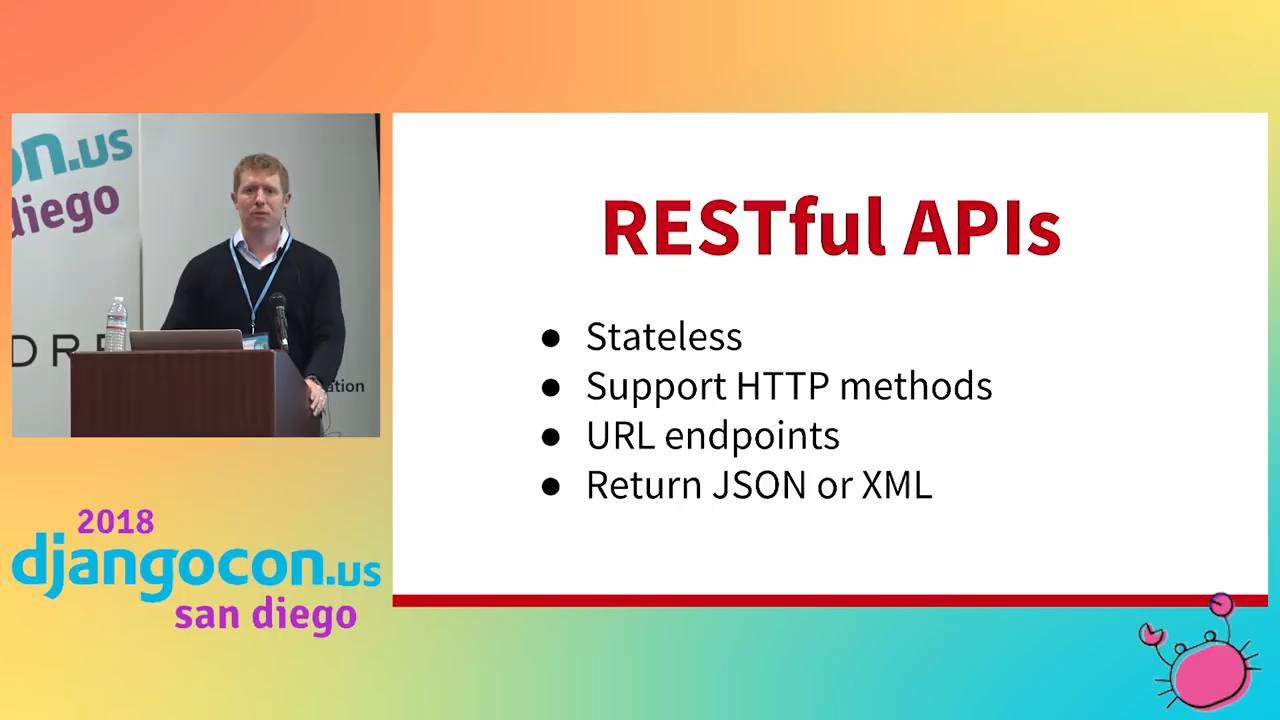 on.us
diego
DRF
ation
2018
djangocon.us
san diego
RESTful APIs
● Stateless
● Support HTTP methods
● URL endpoints
● Return JSON or XML